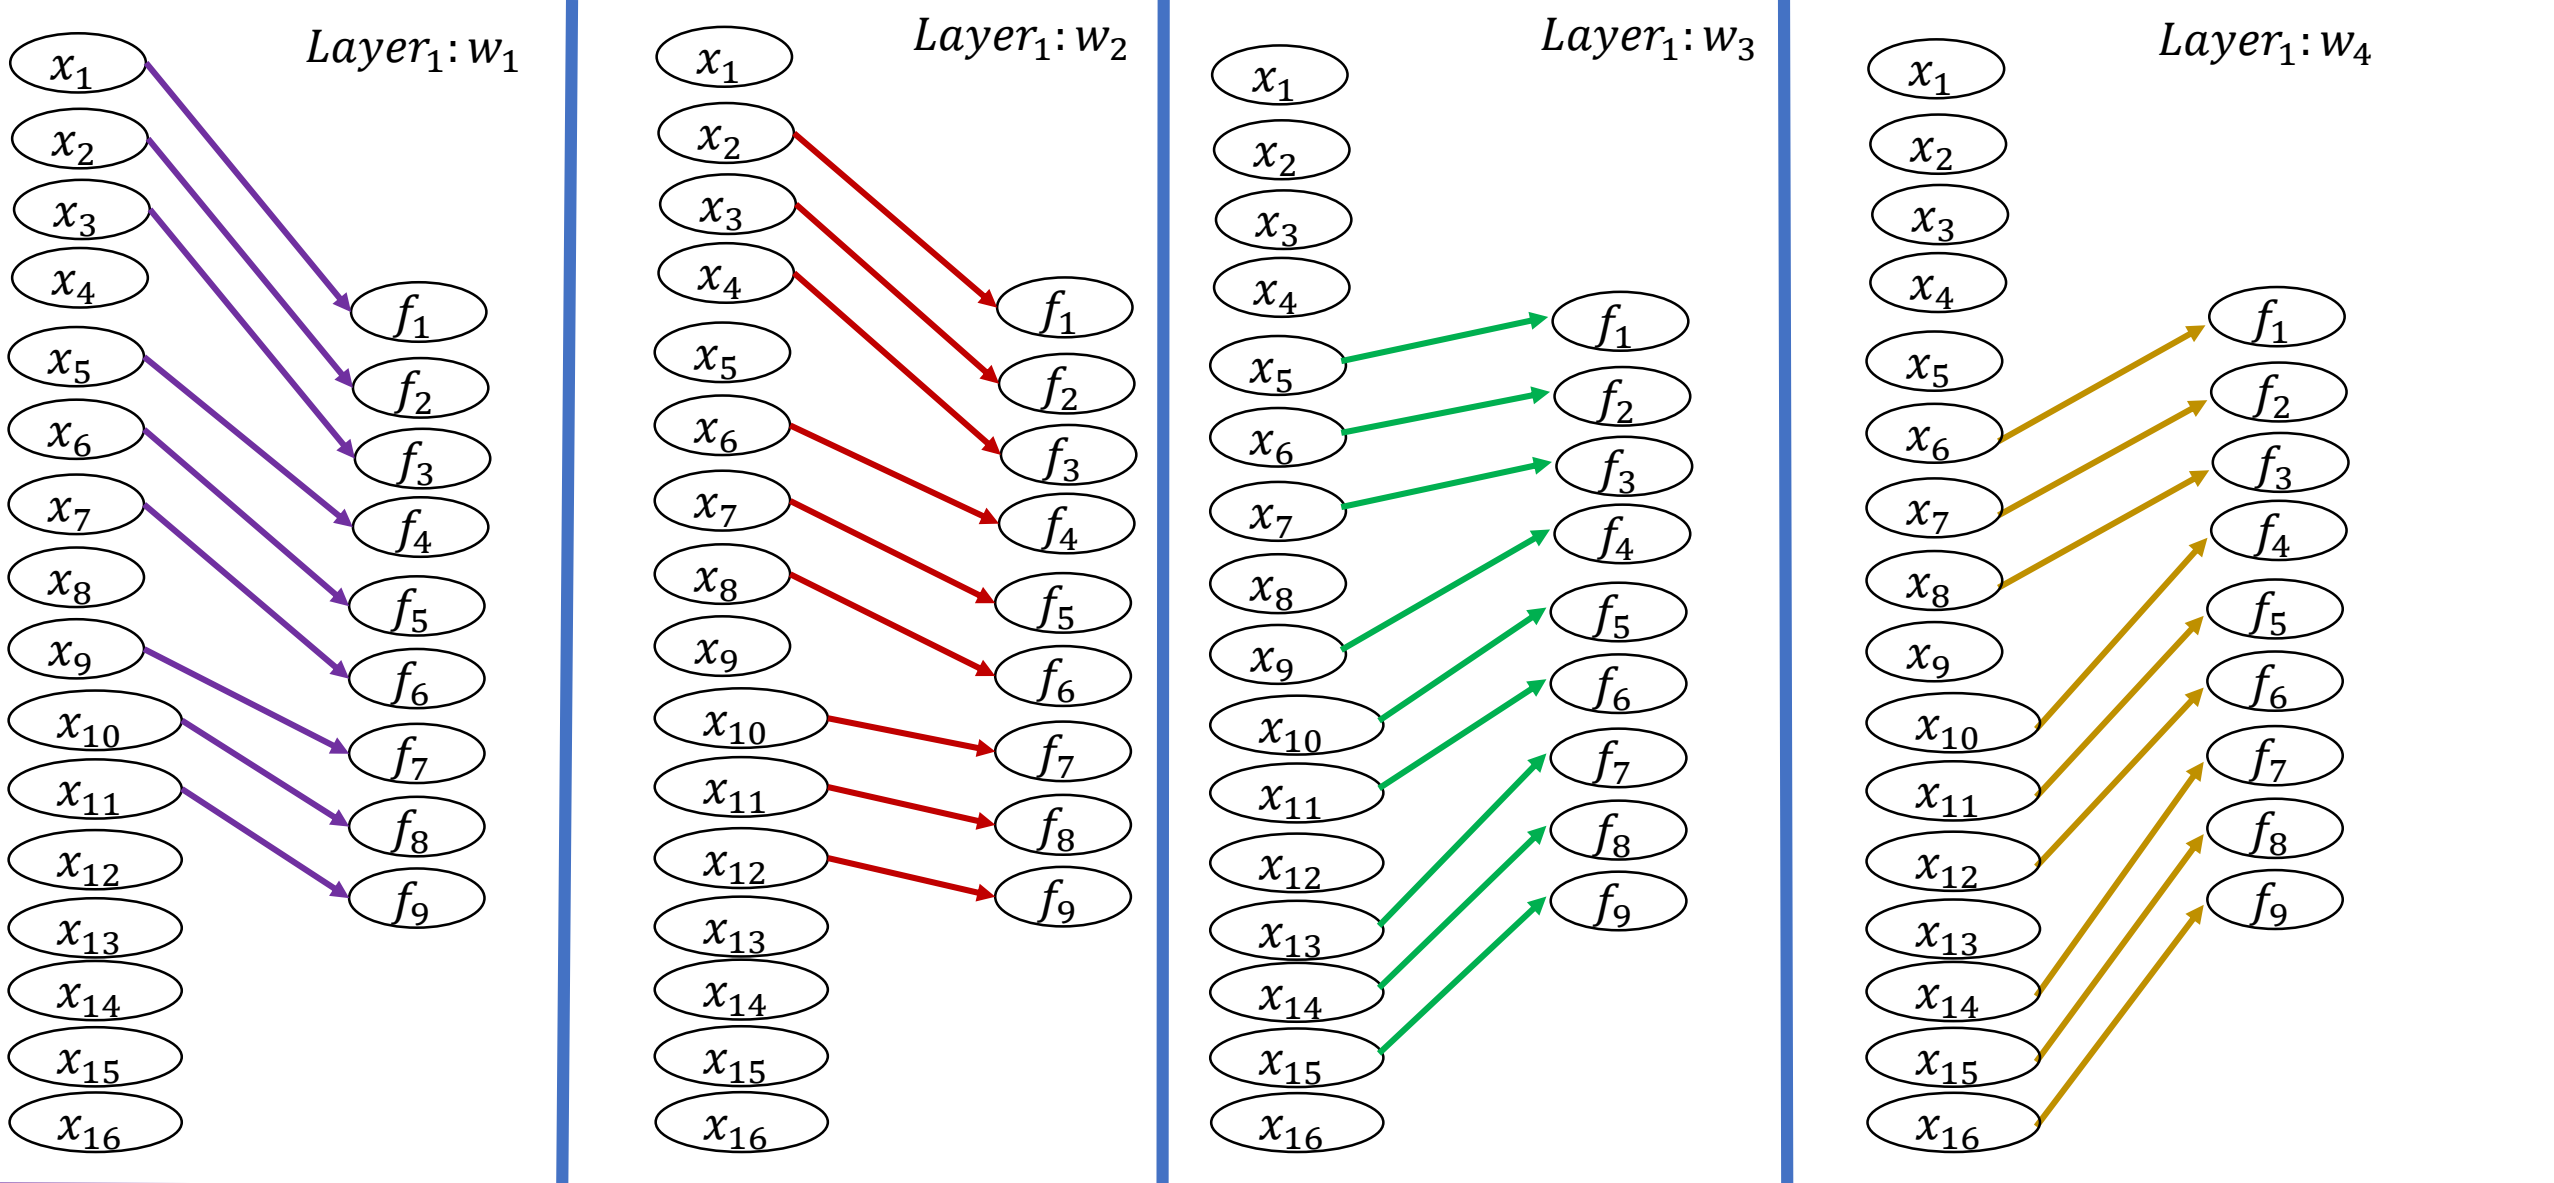 Layer₁: w₁
x₁
x₂
x₃
x₄
x₅
x₆
x₇
x₈
x₉
x₁₀
x₁₁
x₁₂
x₁₃
x₁₄
x₁₅
x₁₆
f₁
f₂
f₃
f₄
f₅
f₆
f₇
f₈
f₉
Layer₁: w₂
x₁
x₂
x₃
x₄
x₅
x₆
x₇
x₈
x₉
x₁₀
x₁₁
x₁₂
x₁₃
x₁₄
x₁₅
x₁₆
f₁
f₂
f₃
f₄
f₅
f₆
f₇
f₈
f₉
Layer₁: w₃
x₁
x₂
x₃
x₄
x₅
x₆
x₇
x₈
x₉
x₁₀
x₁₁
x₁₂
x₁₃
x₁₄
x₁₅
x₁₆
f₁
f₂
f₃
f₄
f₅
f₆
f₇
f₈
f₉
Layer₁: w₄
x₁
x₂
x₃
x₄
x₅
x₆
x₇
x₈
x₉
x₁₀
x₁₁
x₁₂
x₁₃
x₁₄
x₁₅
x₁₆
f₁
f₂
f₃
f₄
f₅
f₆
f₇
f₈
f₉